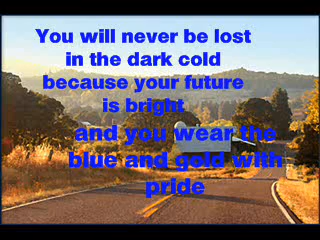 You will never be lost
in the dark cold
because your future
is bright
and you wear the
blue and gold with
pride